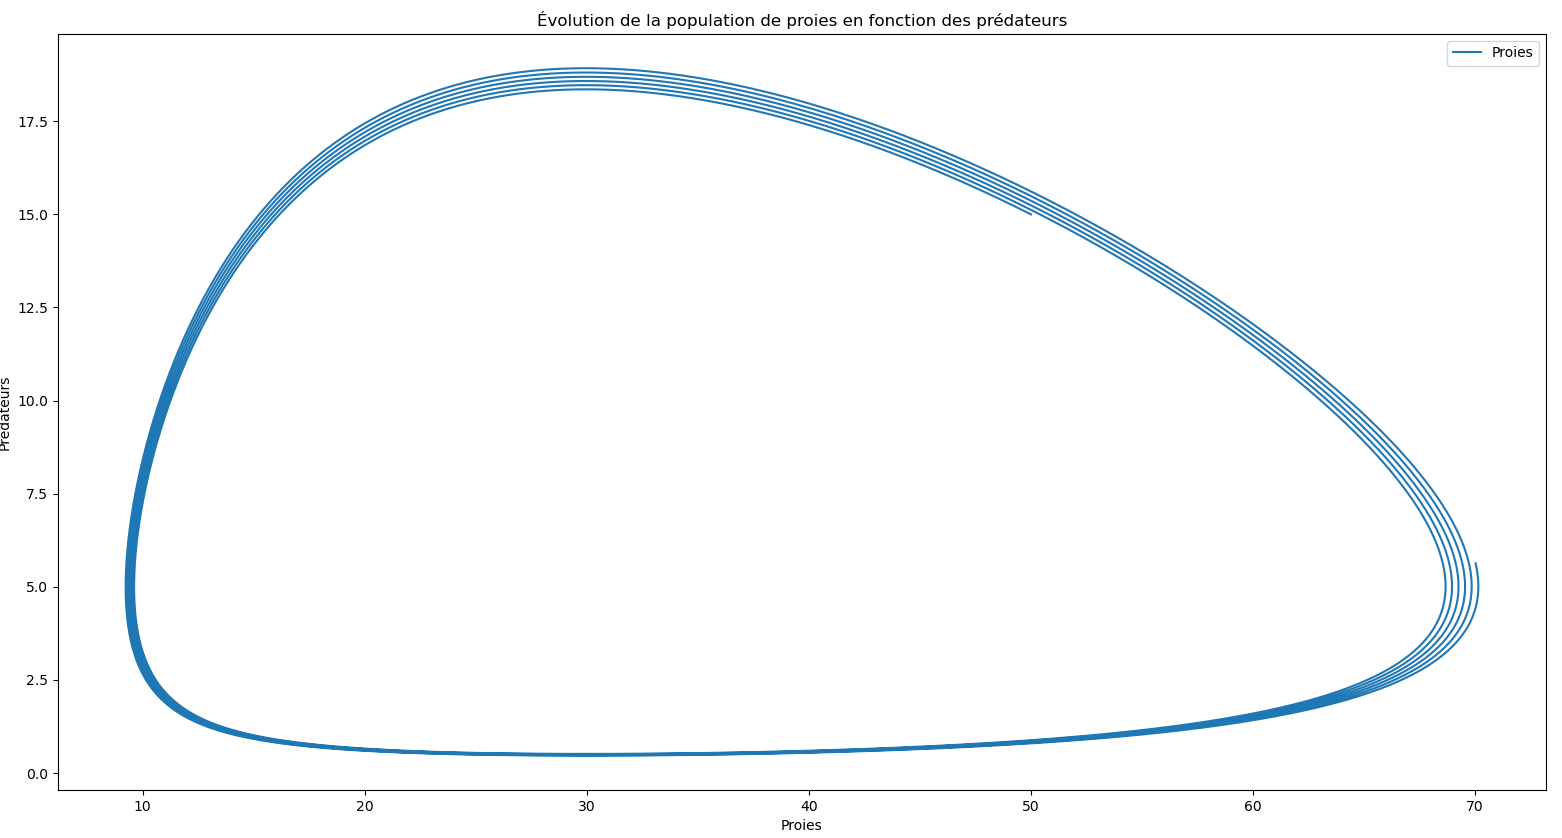 Évolution de la population de proies en fonction des prédateurs
Proies
17.5
15.0
12.5
10.0
7.5
5.0
2.5
0.0
Prédateurs
10 20 30 40 50 60 70
Proies